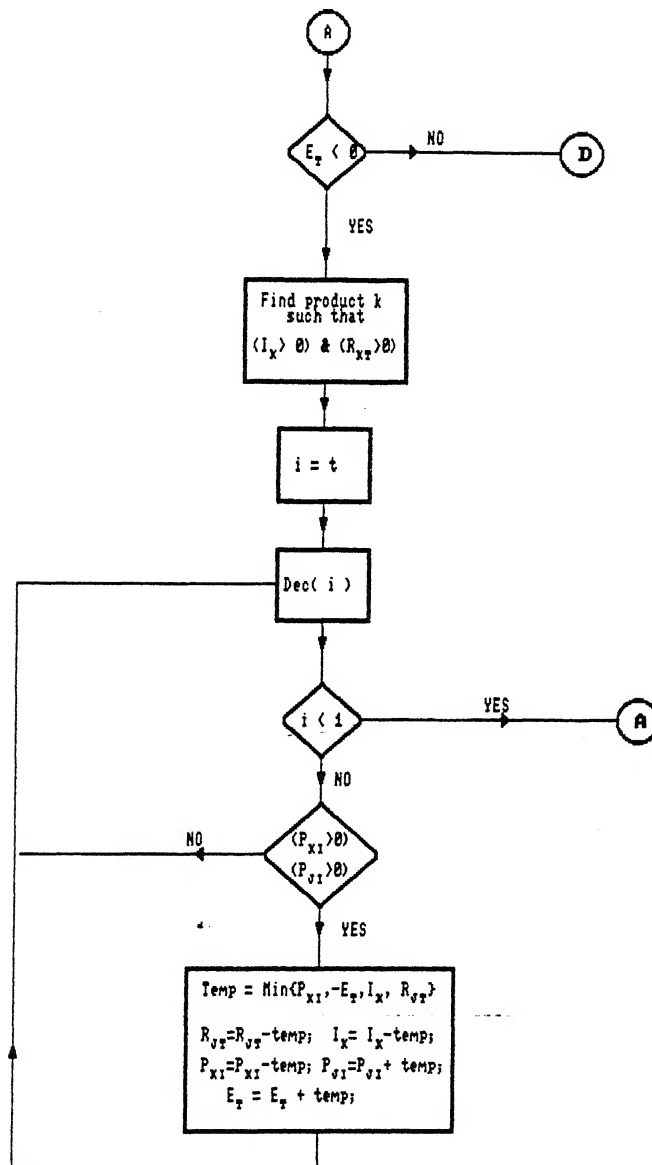 A
E_T < 0
NO
D
YES
Find product k
such that
(I_K> 0) & (R_KT>0)
i = t
Dec( i )
i < 1
YES
A
NO
(P_KI>0)
(P_JI>0)
NO
YES
Temp = Min{P_KI,-E_T,I_K, R_JT}
R_JT=R_JT-temp; I_K= I_K-temp;
P_KI=P_KI-temp; P_JI=P_JI+ temp;
E_T = E_T + temp;